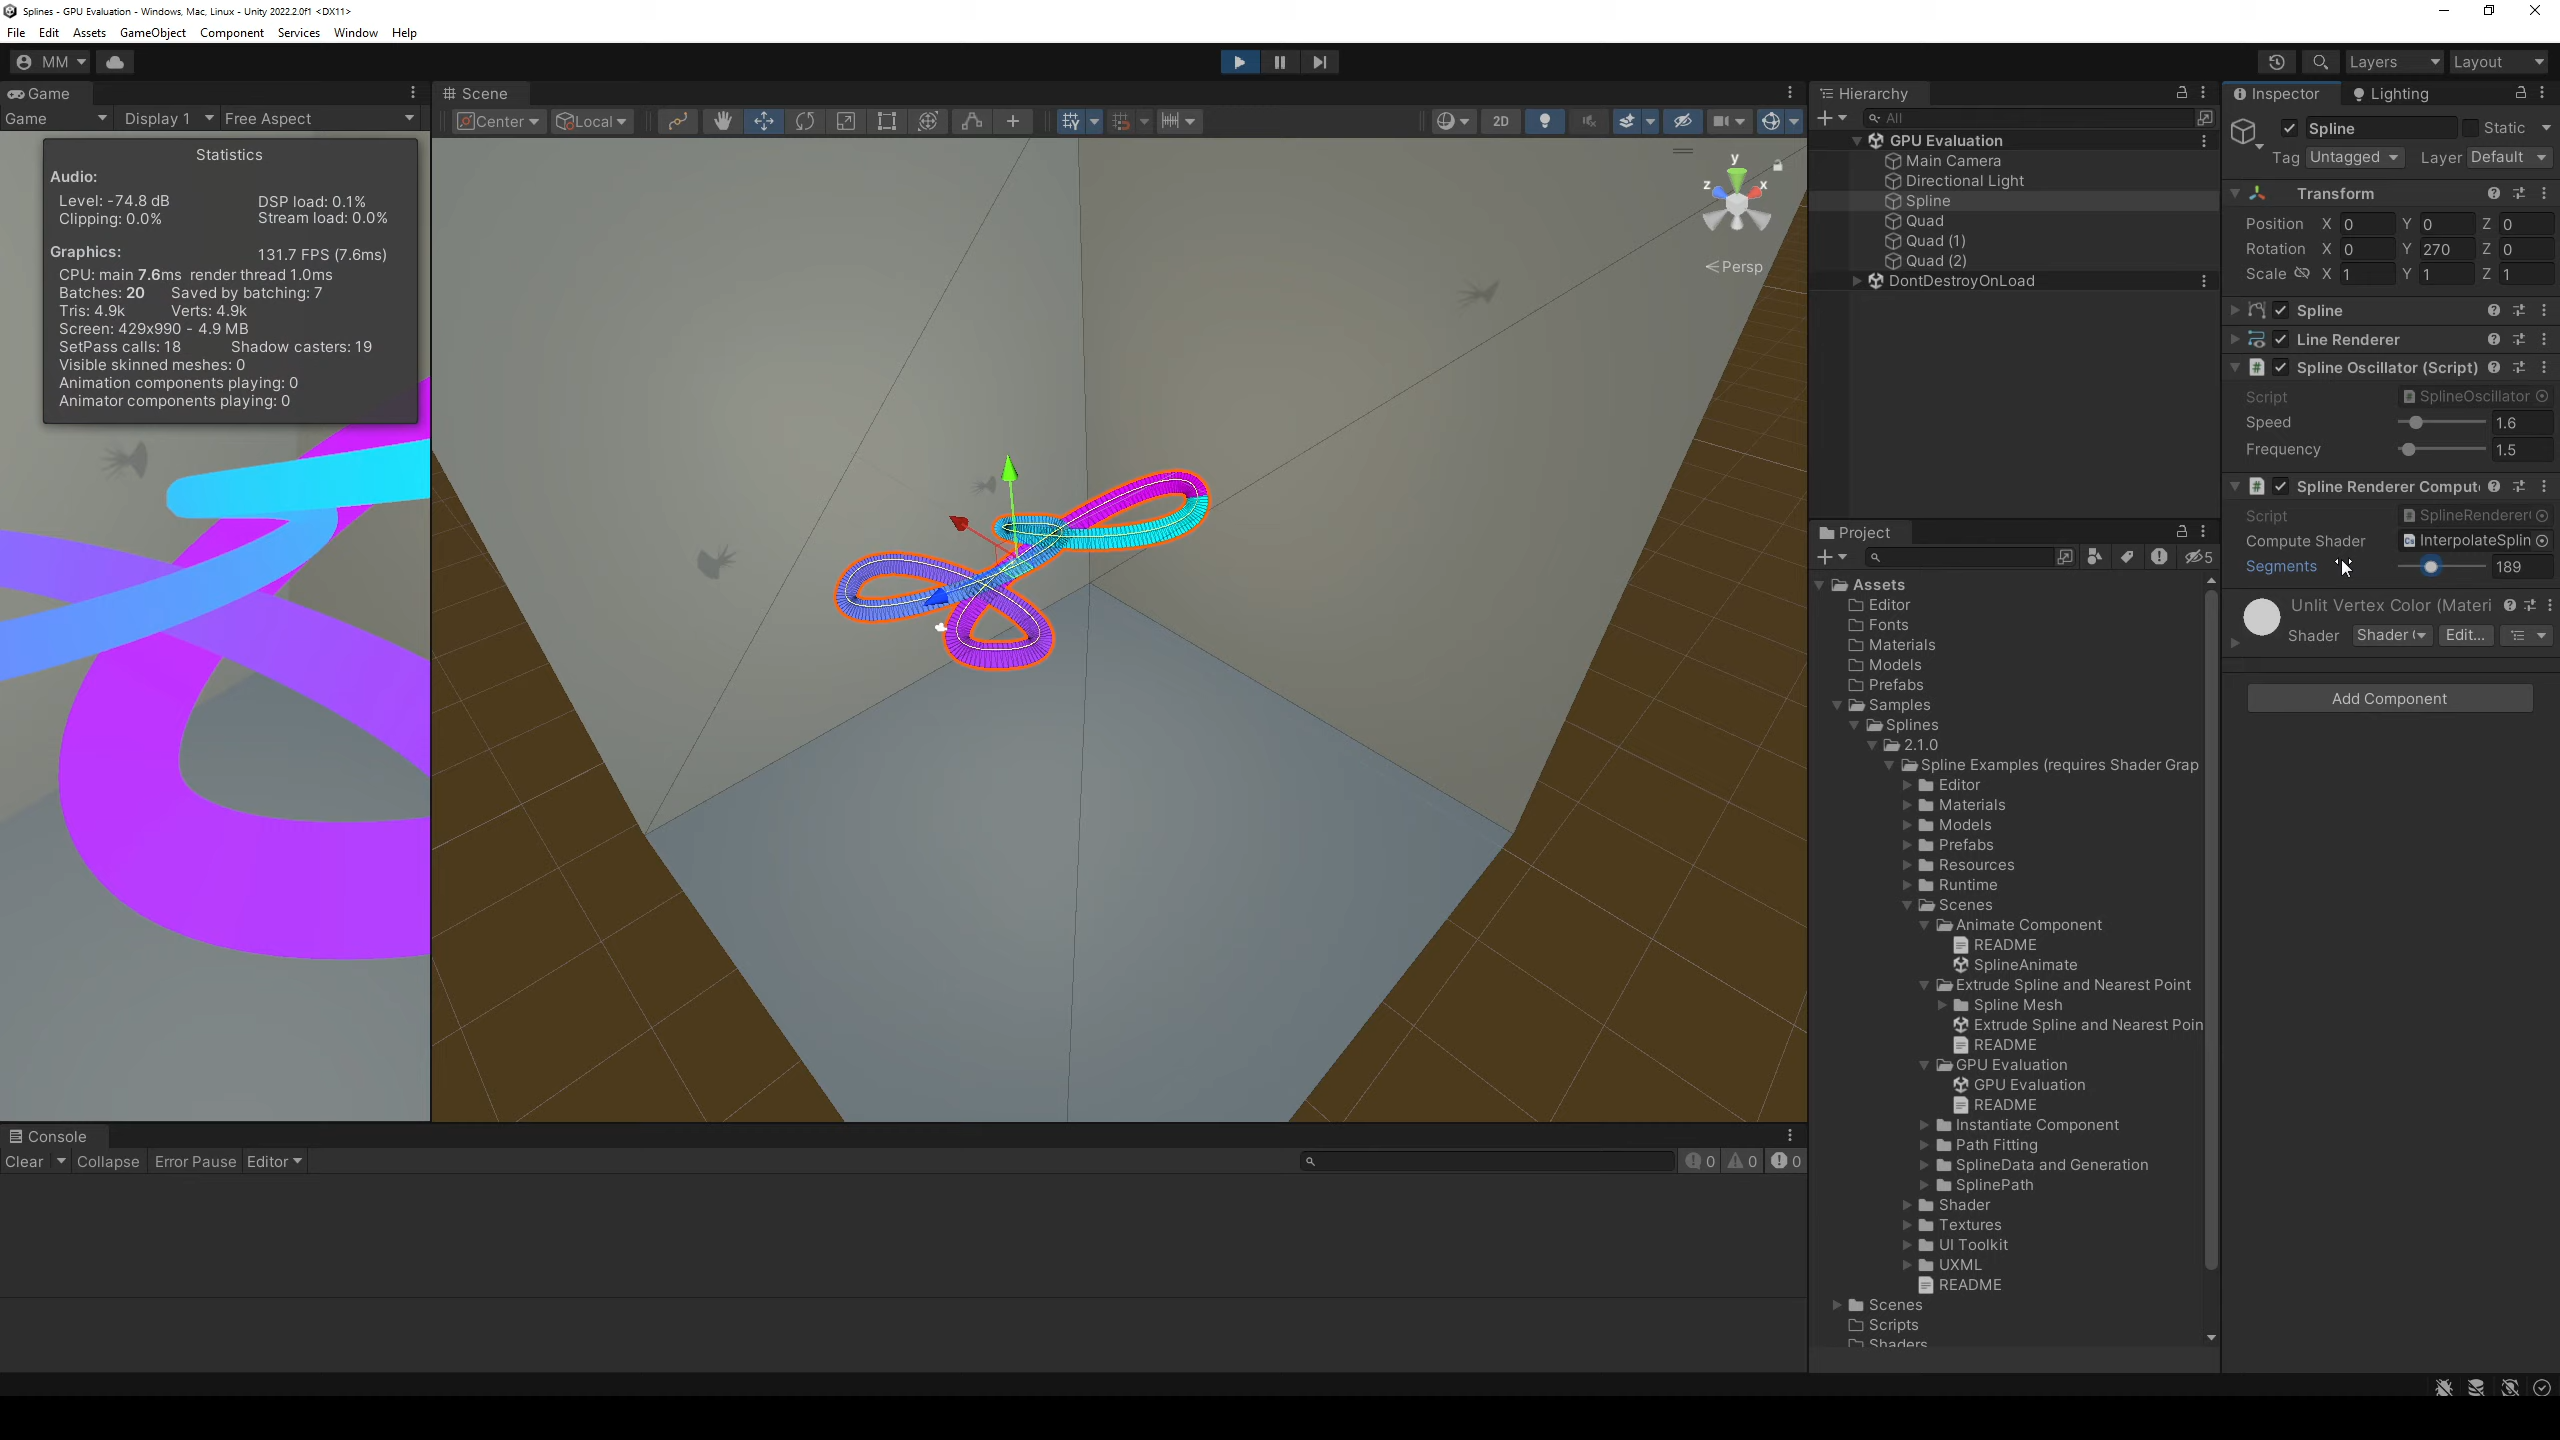 Splines - GPU Evaluation - Windows, Mac, Linux - Unity 2022.2.0f1 <DX11>
File Edit Assets GameObject Component Services Window Help
MM
Layers Layout
Game
Game Display 1 Free Aspect
Statistics
Audio:
Level: -74.8 dB DSP load: 0.1%
Clipping: 0.0% Stream load: 0.0%
Graphics: 131.7 FPS (7.6ms)
CPU: main 7.6ms render thread 1.0ms
Batches: 20 Saved by batching: 7
Tris: 4.9k Verts: 4.9k
Screen: 429x990 - 4.9 MB
SetPass calls: 18 Shadow casters: 19
Visible skinned meshes: 0
Animation components playing: 0
Animator components playing: 0
Scene
Center Local 2D
y
z x
Persp
Hierarchy
All
GPU Evaluation
Main Camera
Directional Light
Spline
Quad
Quad (1)
Quad (2)
DontDestroyOnLoad
Project
5
Assets
Editor
Fonts
Materials
Models
Prefabs
Samples
Splines
2.1.0
Spline Examples (requires Shader Grap
Editor
Materials
Models
Prefabs
Resources
Runtime
Scenes
Animate Component
README
SplineAnimate
Extrude Spline and Nearest Point
Spline Mesh
Extrude Spline and Nearest Poin
README
GPU Evaluation
GPU Evaluation
README
Instantiate Component
Path Fitting
SplineData and Generation
SplinePath
Shader
Textures
UI Toolkit
UXML
README
Scenes
Scripts
Shaders
Inspector Lighting
Spline Static
Tag Untagged Layer Default
Transform
Position X 0 Y 0 Z 0
Rotation X 0 Y 270 Z 0
Scale X 1 Y 1 Z 1
Spline
Line Renderer
Spline Oscillator (Script)
Script SplineOscillator
Speed 1.6
Frequency 1.5
Spline Renderer Comput
Script SplineRenderer
Compute Shader InterpolateSplin
Segments 189
Unlit Vertex Color (Materi
Shader Shader Edit...
Add Component
Console
Clear Collapse Error Pause Editor
0 0 0